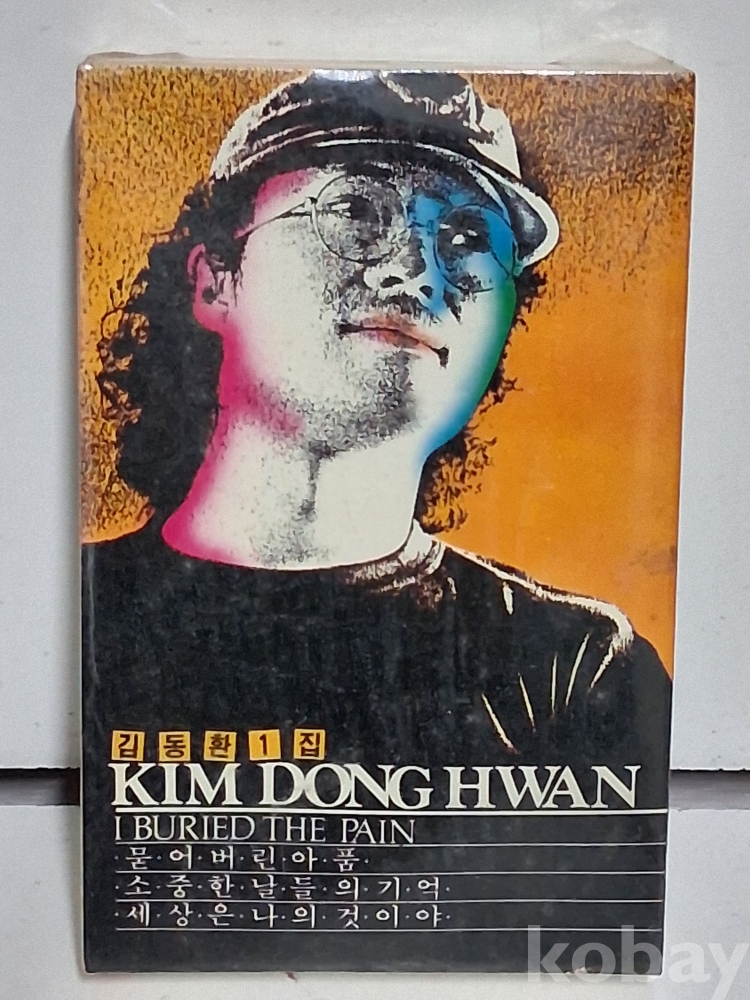 김동환1집
KIM DONG HWAN
I BURIED THE PAIN
·묻·어·버·린·아·픔·
·소·중·한·날·들·의·기·억·
·세·상·은·나·의·것·이·야·
kobay